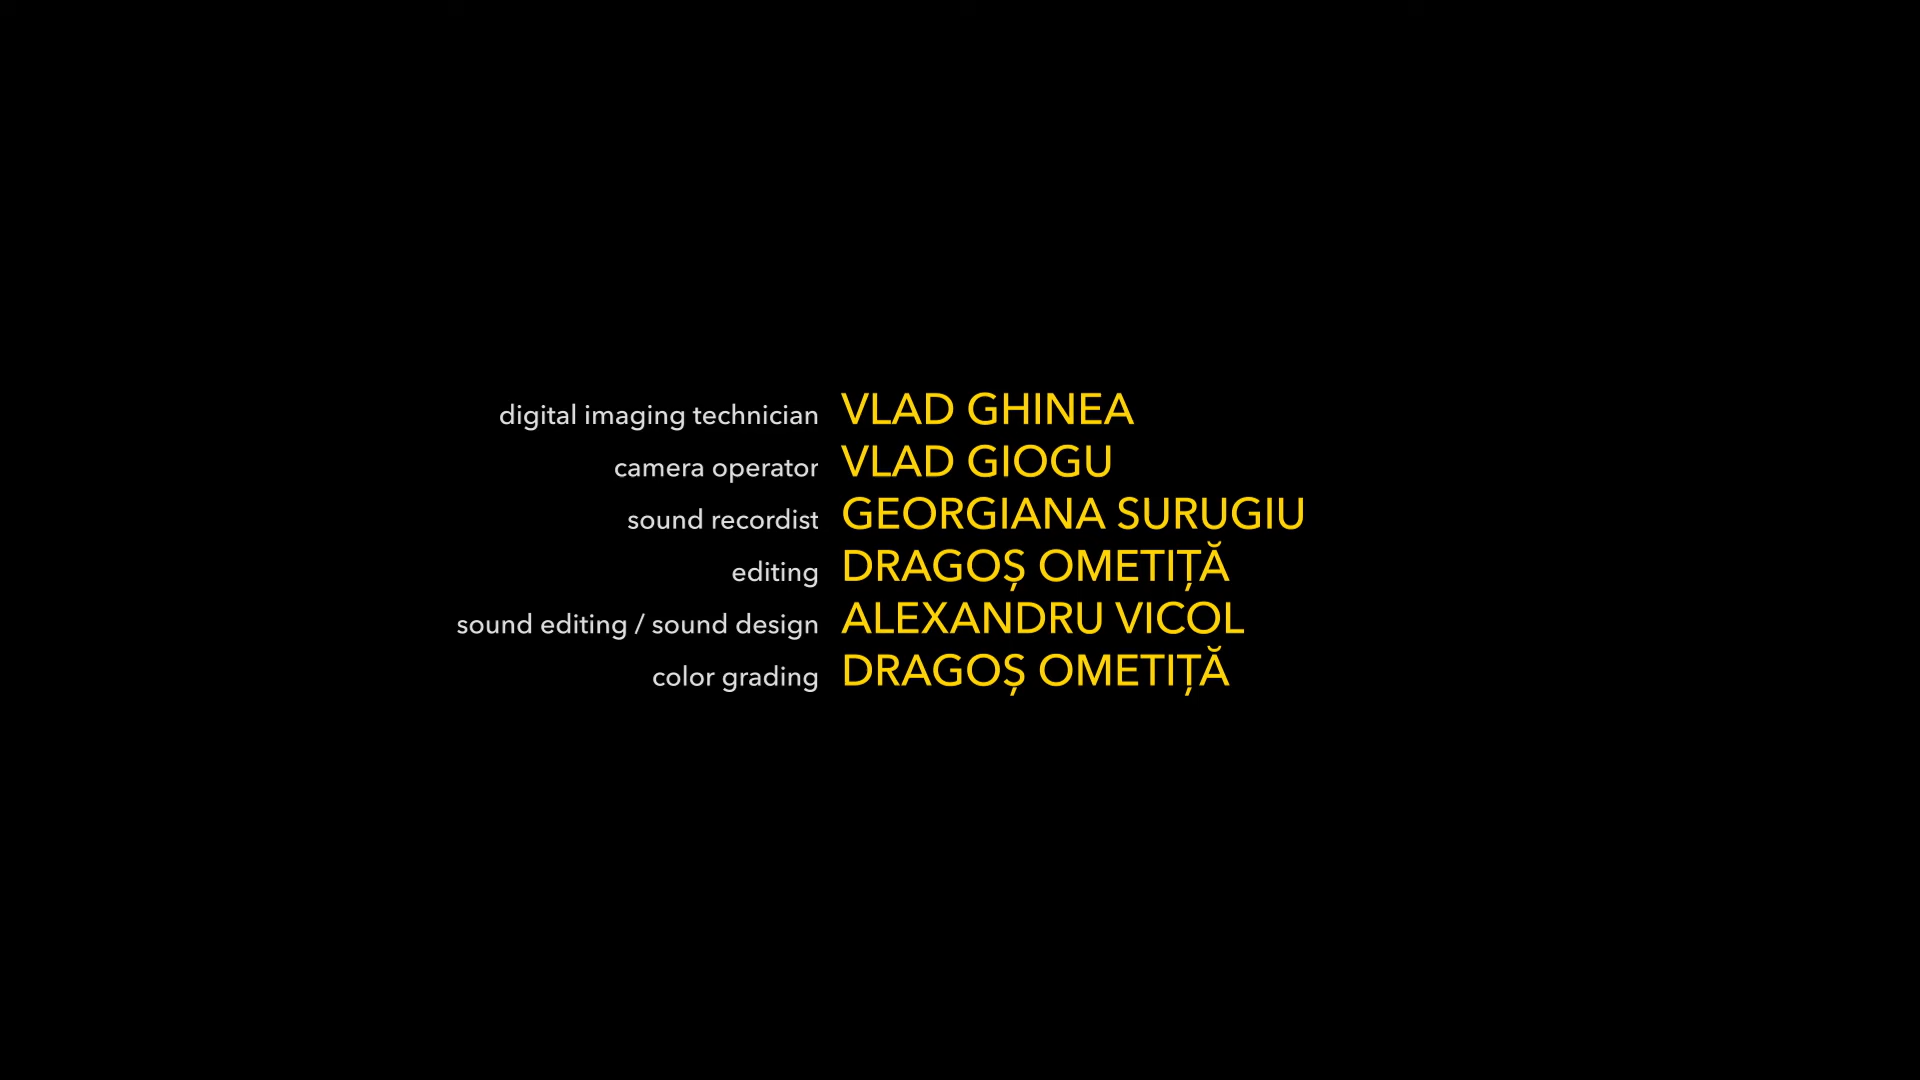 digital imaging technician VLAD GHINEA
camera operator VLAD GIOGU
sound recordist GEORGIANA SURUGIU
editing DRAGOȘ OMETIȚĂ
sound editing / sound design ALEXANDRU VICOL
color grading DRAGOȘ OMETIȚĂ